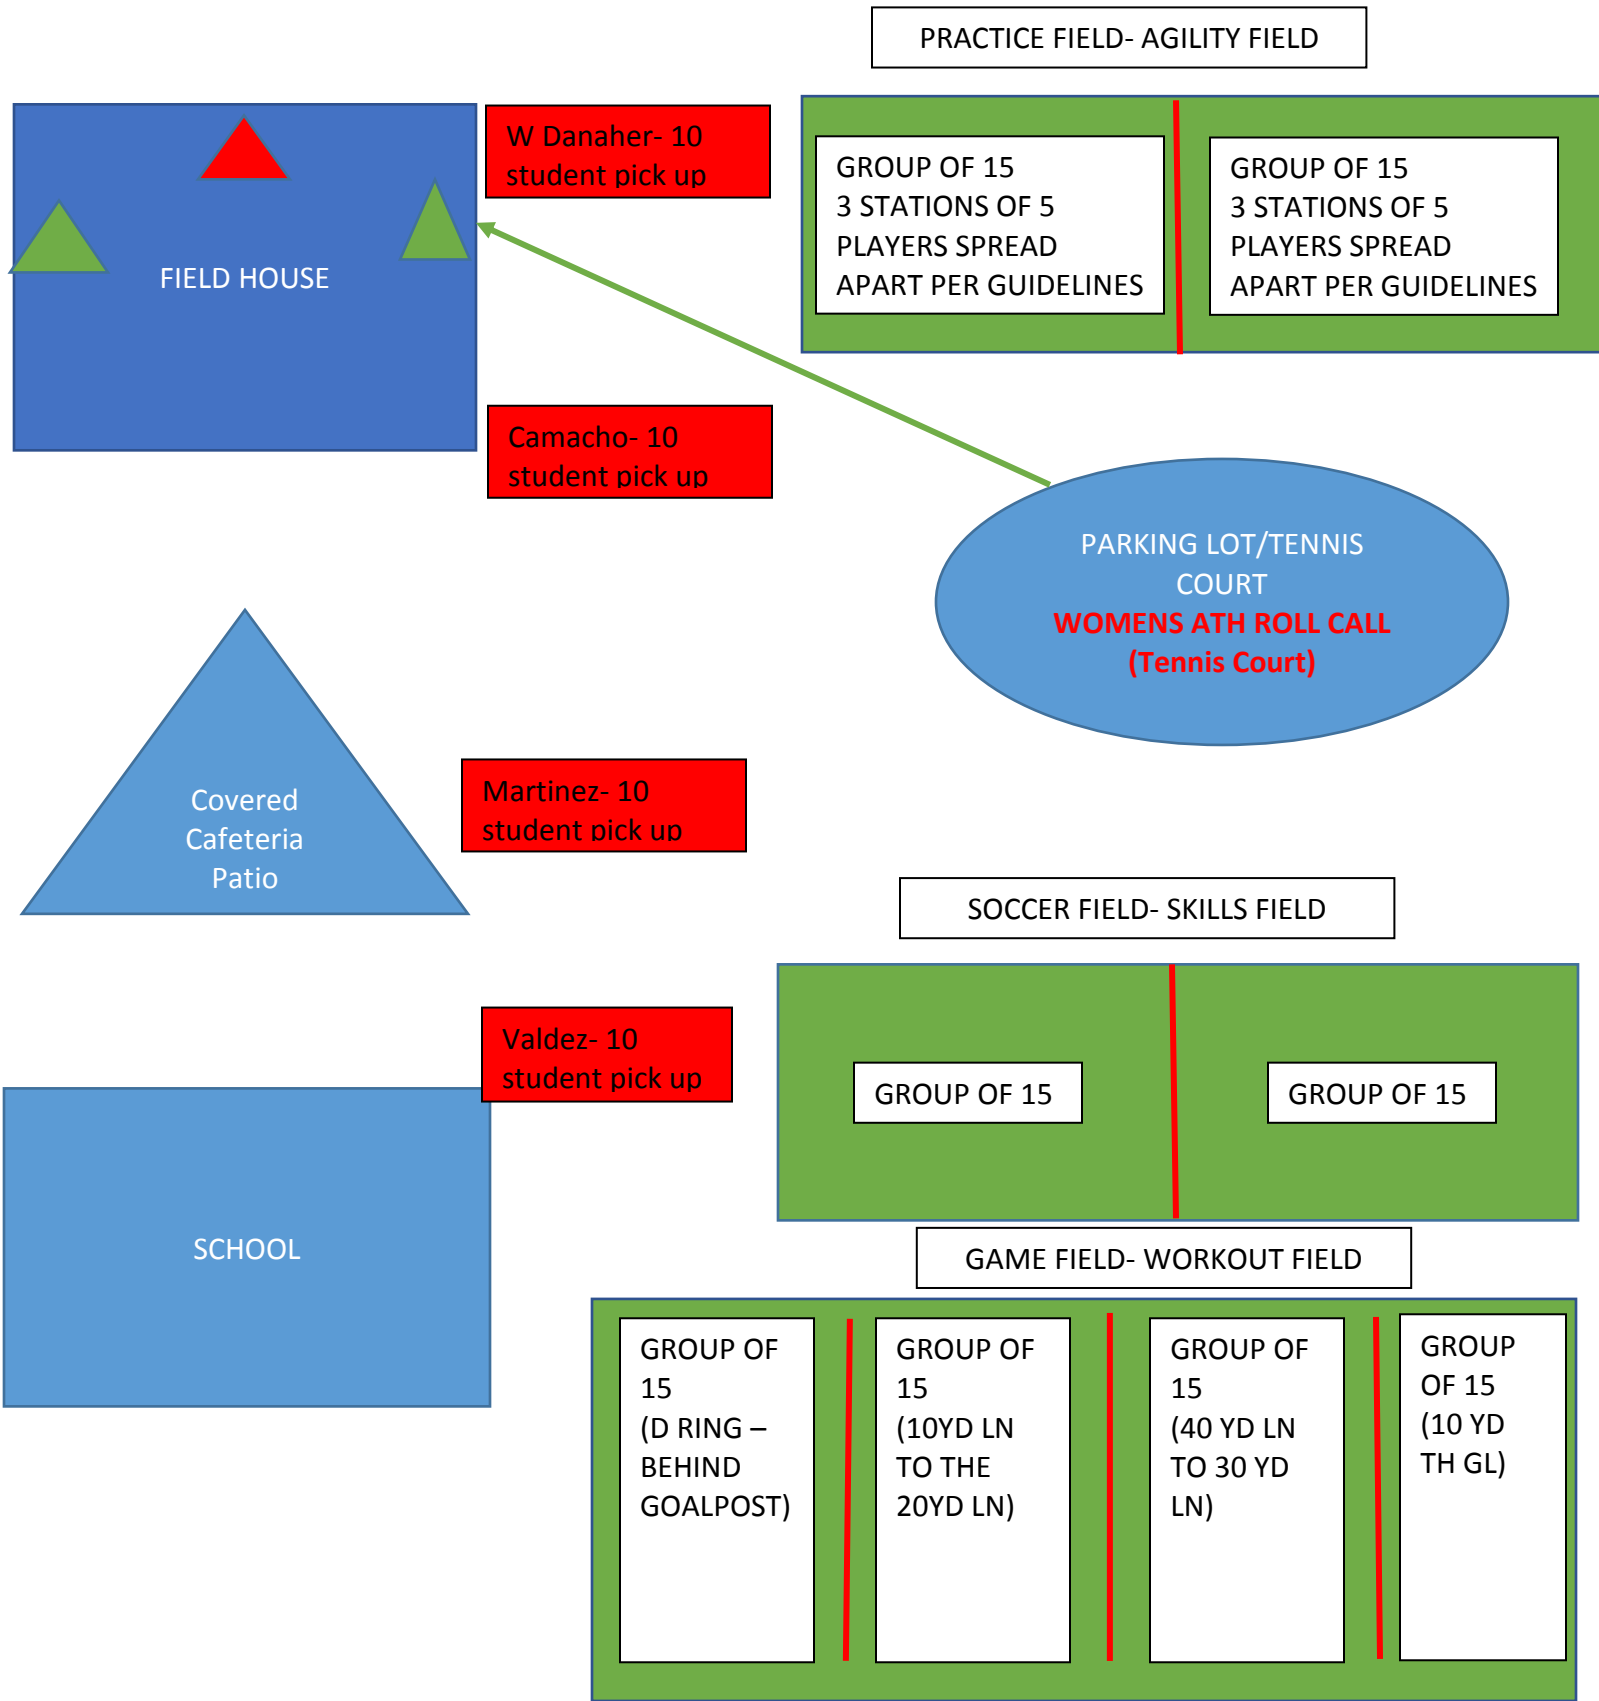 PRACTICE FIELD- AGILITY FIELD
W Danaher- 10
student pick up
GROUP OF 15
3 STATIONS OF 5
PLAYERS SPREAD
APART PER GUIDELINES
GROUP OF 15
3 STATIONS OF 5
PLAYERS SPREAD
APART PER GUIDELINES
FIELD HOUSE
Camacho- 10
student pick up
PARKING LOT/TENNIS
COURT
WOMENS ATH ROLL CALL
(Tennis Court)
Covered
Cafeteria
Patio
Martinez- 10
student pick up
SOCCER FIELD- SKILLS FIELD
Valdez- 10
student pick up
GROUP OF 15
GROUP OF 15
SCHOOL
GAME FIELD- WORKOUT FIELD
GROUP OF
15
(D RING –
BEHIND
GOALPOST)
GROUP OF
15
(10YD LN
TO THE
20YD LN)
GROUP OF
15
(40 YD LN
TO 30 YD
LN)
GROUP
OF 15
(10 YD
TH GL)